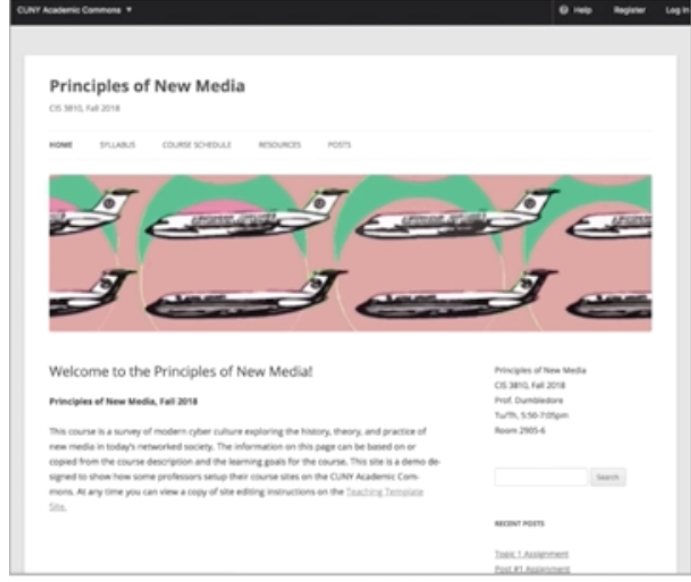 CUNY Academic Commons
Help Register Log in
Principles of New Media
CIS 3810, Fall 2018
HOME SYLLABUS COURSE SCHEDULE RESOURCES POSTS
Welcome to the Principles of New Media!
Principles of New Media, Fall 2018
This course is a survey of modern cyber culture exploring the history, theory, and practice of
new media in today's networked society. The information on this page can be based on or
copied from the course description and the learning goals for the course. This site is a demo de-
signed to show how some professors setup their course sites on the CUNY Academic Com-
mons. At any time you can view a copy of site editing instructions on the Teaching Template
Site.
Principles of New Media
CIS 3810, Fall 2018
Prof. Dumbledore
Tu/Th, 5:50-7:05pm
Room 2905-6
Search
RECENT POSTS
Topic 1 Assignment
Post #1 Assignment